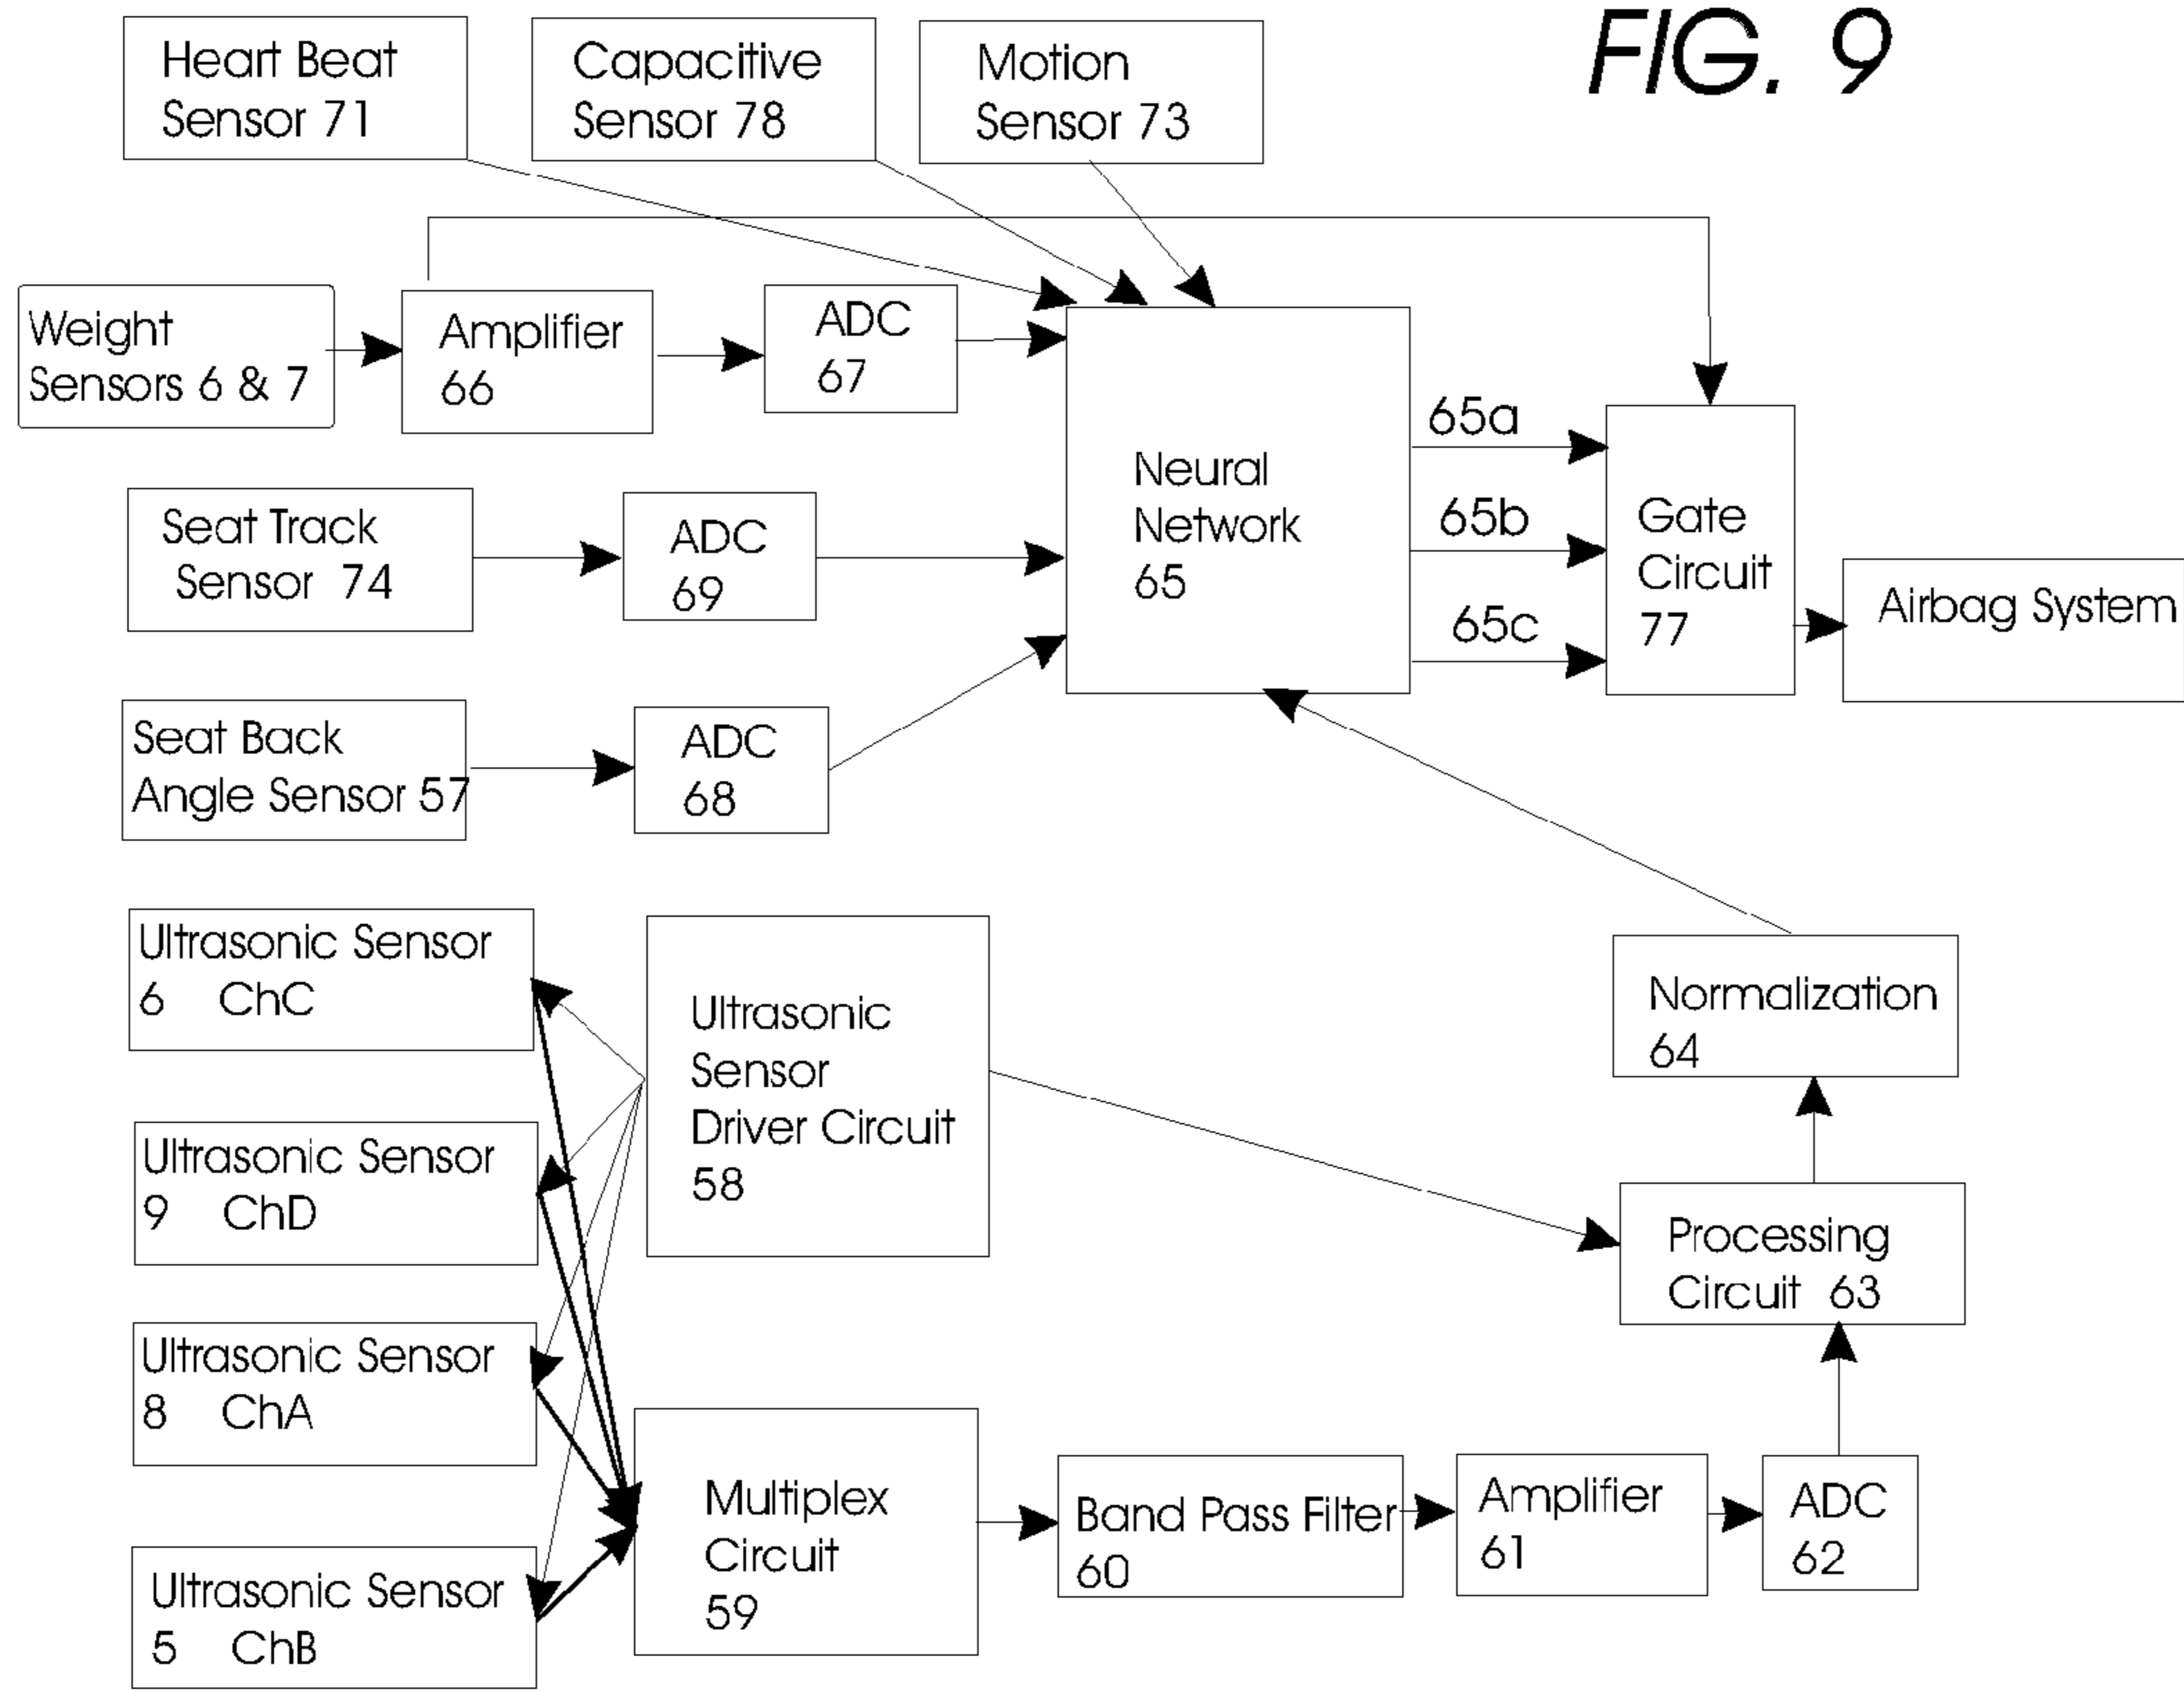 FIG. 9
Heart Beat
Sensor 71
Capacitive
Sensor 78
Motion
Sensor 73
Weight
Sensors 6 & 7
Amplifier
66
ADC
67
Neural
Network
65
65a
65b
65c
Gate
Circuit
77
Airbag System
Seat Track
Sensor 74
ADC
69
Seat Back
Angle Sensor 57
ADC
68
Ultrasonic Sensor
6 ChC
Ultrasonic
Sensor
Driver Circuit
58
Normalization
64
Ultrasonic Sensor
9 ChD
Processing
Circuit 63
Ultrasonic Sensor
8 ChA
Multiplex
Circuit
59
Band Pass Filter
60
Amplifier
61
ADC
62
Ultrasonic Sensor
5 ChB